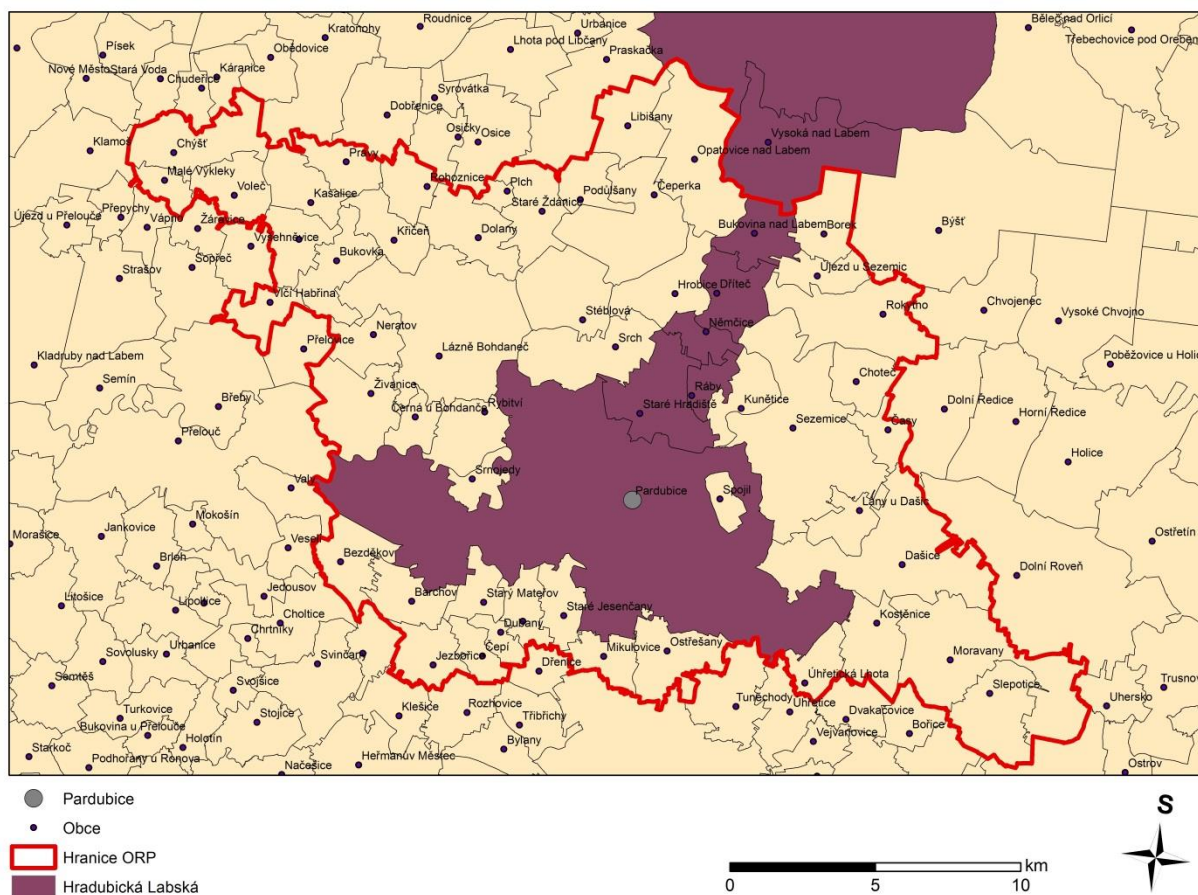 Roudnice
Urbanice
Běleč nad Orlicí
Kratonohy
Třebechovice pod Oreben
Písek
Obědovice
Lhota pod Libčany
Praskačka
Nové Město
Stará Voda
Káranice
Chudeřice
Syrovátka
Dobřenice
Libišany
Osičky
Osice
Vysoká nad Labem
Klamoš
Chýšť
Pravy
Opatovice nad Labem
Malé Výkleky
Rohoznice
Plch
Podůlšany
Čeperka
Voleč
Kasalice
Staré Ždánice
Újezd u Přelouče
Přepychy
Vápno
Žáravice
Bukovina nad Labem
Borek
Býšť
Vyšehněvice
Křičeň
Dolany
Bukovka
Sopřeč
Strašov
Újezd u Sezemic
Hrobice
Dříteč
Vlčí Habřina
Rokytno
Chvojenec
Vysoké Chvojno
Stéblová
Němčice
Neratov
Přelovice
Srch
Lázně Bohdaneč
Kladruby nad Labem
Poběžovice u Holic
Semín
Živanice
Ráby
Choteč
Břehy
Černá u Bohdanče
Rybitví
Staré Hradiště
Kunětice
Dolní Ředice
Horní Ředice
Sezemice
Časy
Přelouč
Holice
Srnojedy
Valy
Pardubice
Spojil
Lány u Dašic
Mokošín
Morašice
Jankovice
Ostřetín
Veselí
Bezděkov
Dašice
Brloh
Dolní Roveň
Jedousov
Litošice
Lipoltice
Barchov
Starý Mateřov
Staré Jesenčany
Choltice
Kostěnice
Chrtníky
Dubany
Sovolusky
Urbanice
Svinčany
Jezbořice
Čepí
Dřenice
Mikulovice
Ostřešany
Moravany
Semtěš
Svojšice
Úhřetická Lhota
Slepotice
Trusnov
Turkovice
Stojice
Klešice
Rozhovice
Tuněchody
Úhřetice
Dvakačovice
Uhersko
Bukovina u Přelouče
Třibřichy
Bořice
Vejvanovice
Starkoč
Holotín
Bylany
Podhořany u Ronova
Načešice
Heřmanův Městec
Ostrov
Pardubice
Obce
Hranice ORP
Hradubická Labská
S
km
0 5 10